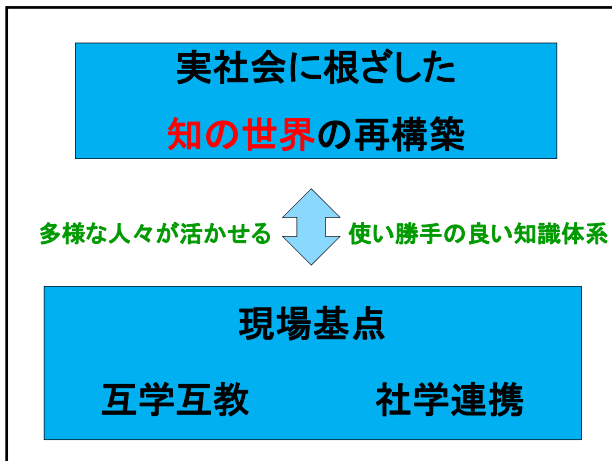 実社会に根ざした
知の世界の再構築
多様な人々が活かせる
使い勝手の良い知識体系
現場基点
互学互教 社学連携